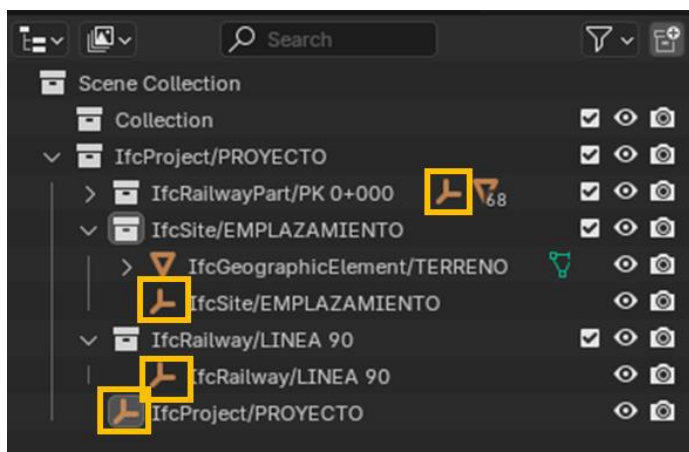 Search
Scene Collection
Collection
IfcProject/PROYECTO
IfcRailwayPart/PK 0+000 68
IfcSite/EMPLAZAMIENTO
IfcGeographicElement/TERRENO
IfcSite/EMPLAZAMIENTO
IfcRailway/LINEA 90
IfcRailway/LINEA 90
IfcProject/PROYECTO